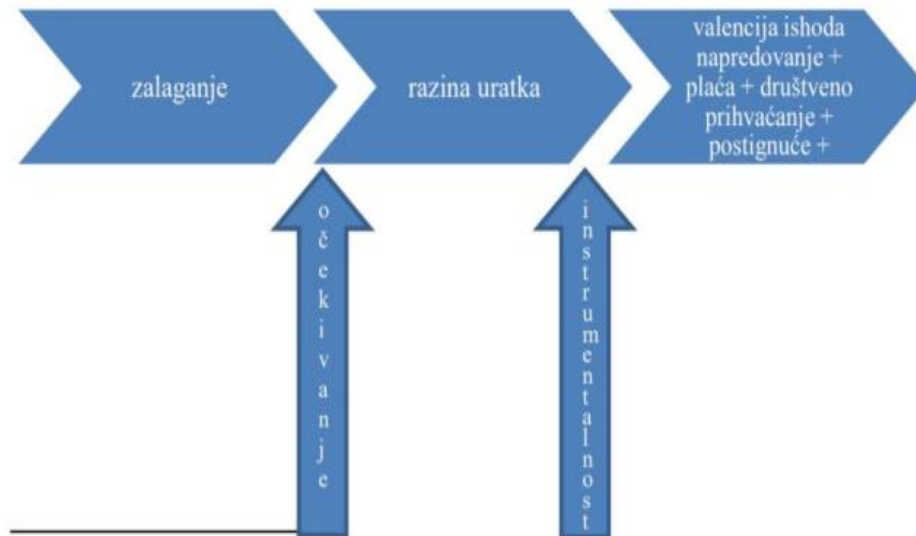 zalaganje
razina uratka
valencija ishoda
napredovanje +
plaća + društveno
prihvaćanje +
postignuće +
očekivanje
instrumentalnost